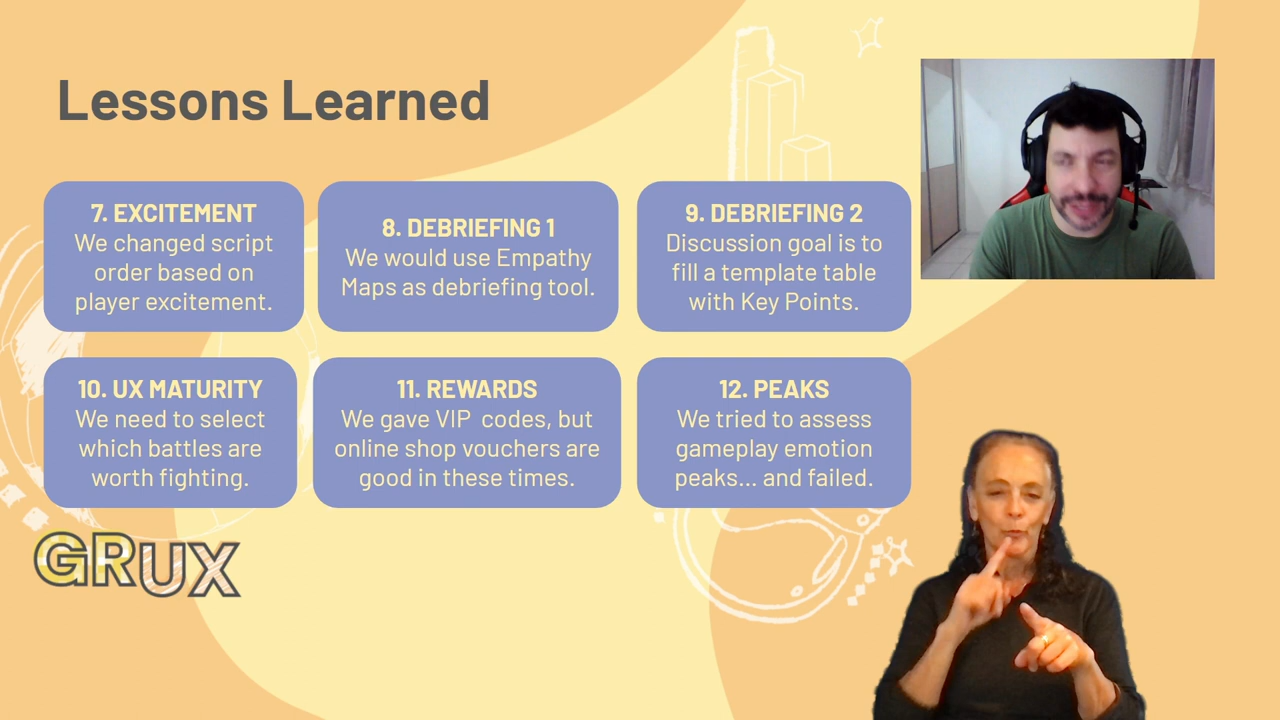 Lessons Learned
7. EXCITEMENT
We changed script
order based on
player excitement.
8. DEBRIEFING 1
We would use Empathy
Maps as debriefing tool.
9. DEBRIEFING 2
Discussion goal is to
fill a template table
with Key Points.
10. UX MATURITY
We need to select
which battles are
worth fighting.
11. REWARDS
We gave VIP  codes, but
online shop vouchers are
good in these times.
12. PEAKS
We tried to assess
gameplay emotion
peaks... and failed.
GRUX